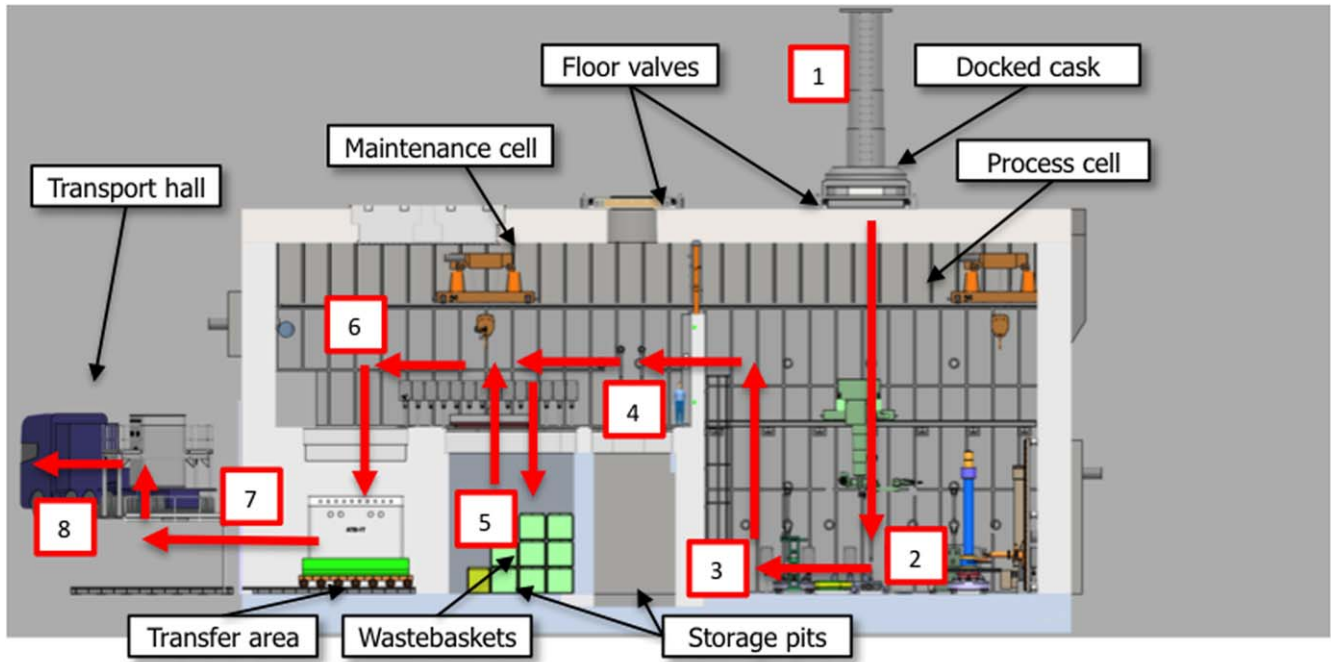 Floor valves
1
Docked cask
Maintenance cell
Process cell
Transport hall
6
4
7
5
2
3
8
Transfer area
Wastebaskets
Storage pits